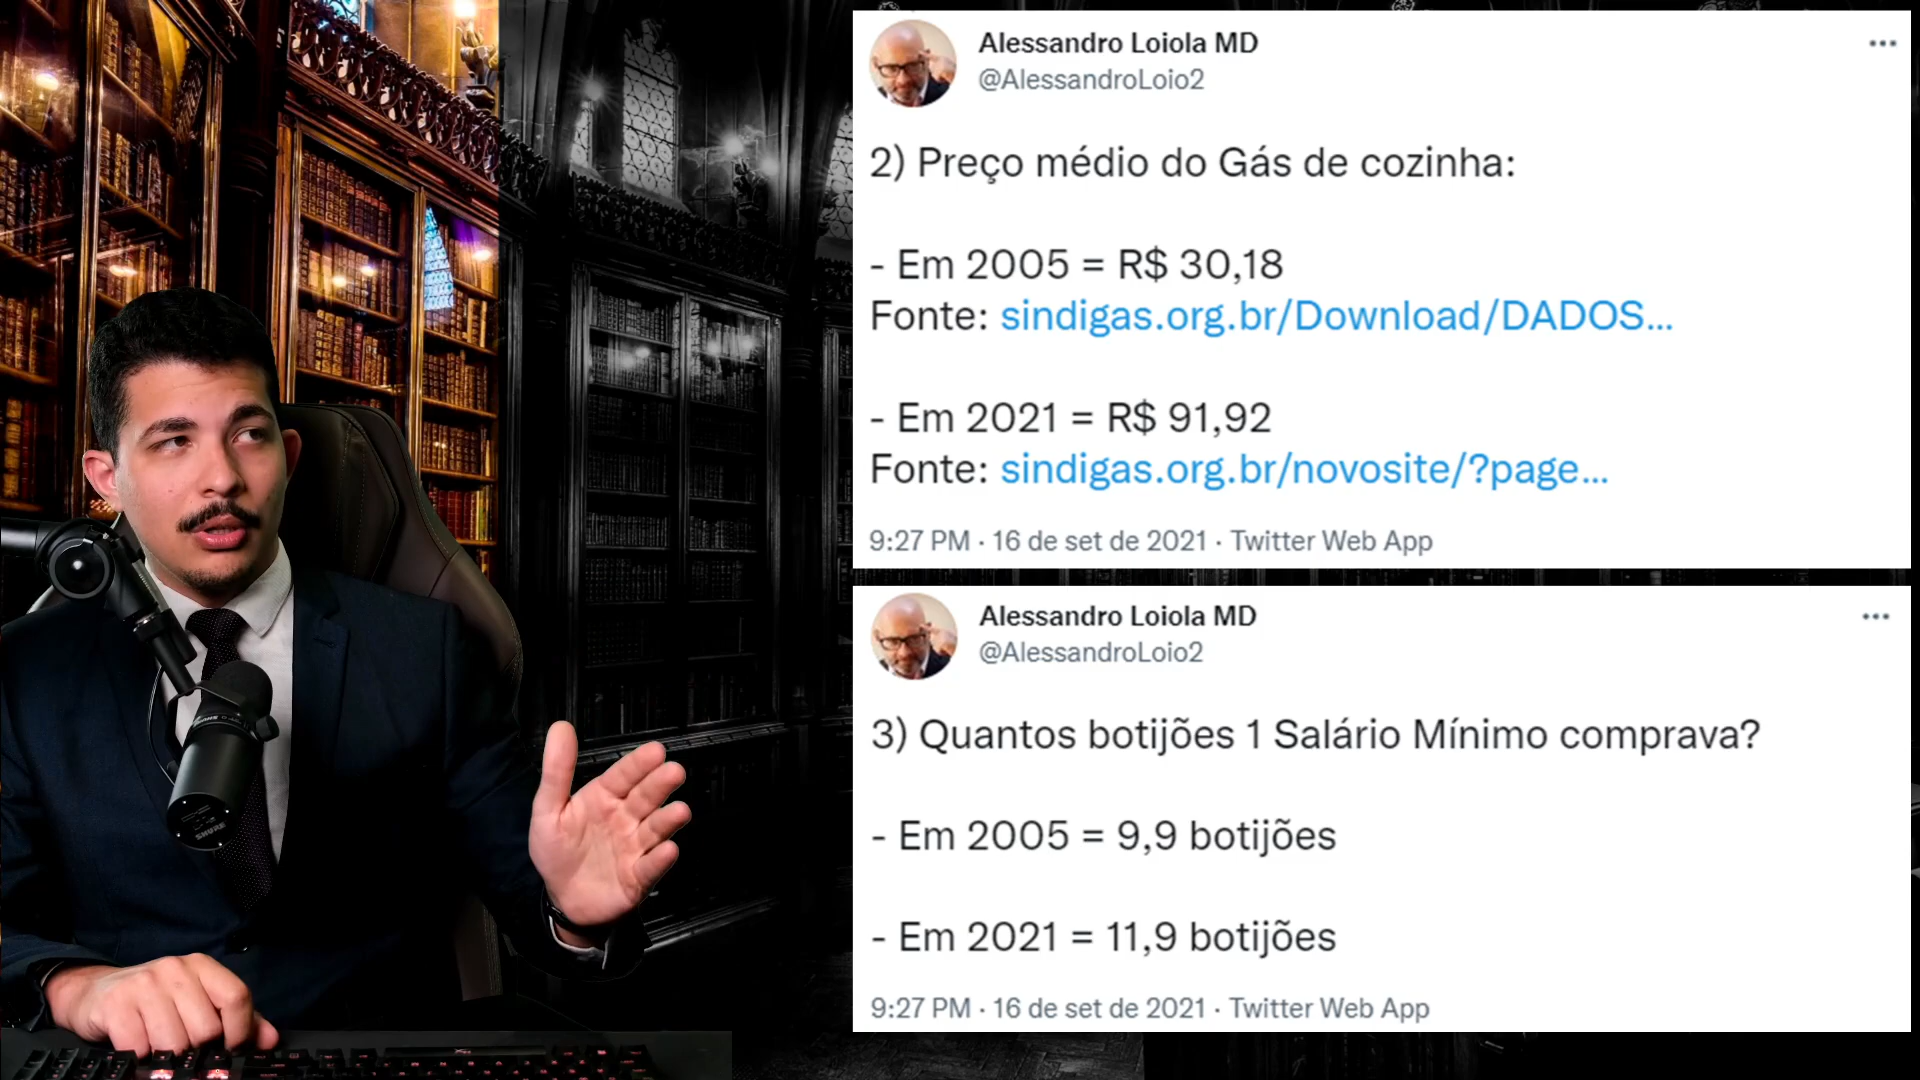 Alessandro Loiola MD
@AlessandroLoio2
2) Preço médio do Gás de cozinha:
- Em 2005 = R$ 30,18
Fonte: sindigas.org.br/Download/DADOS...
- Em 2021 = R$ 91,92
Fonte: sindigas.org.br/novosite/?page...
9:27 PM · 16 de set de 2021 · Twitter Web App
Alessandro Loiola MD
@AlessandroLoio2
3) Quantos botijões 1 Salário Mínimo comprava?
- Em 2005 = 9,9 botijões
- Em 2021 = 11,9 botijões
9:27 PM · 16 de set de 2021 · Twitter Web App
SHURE